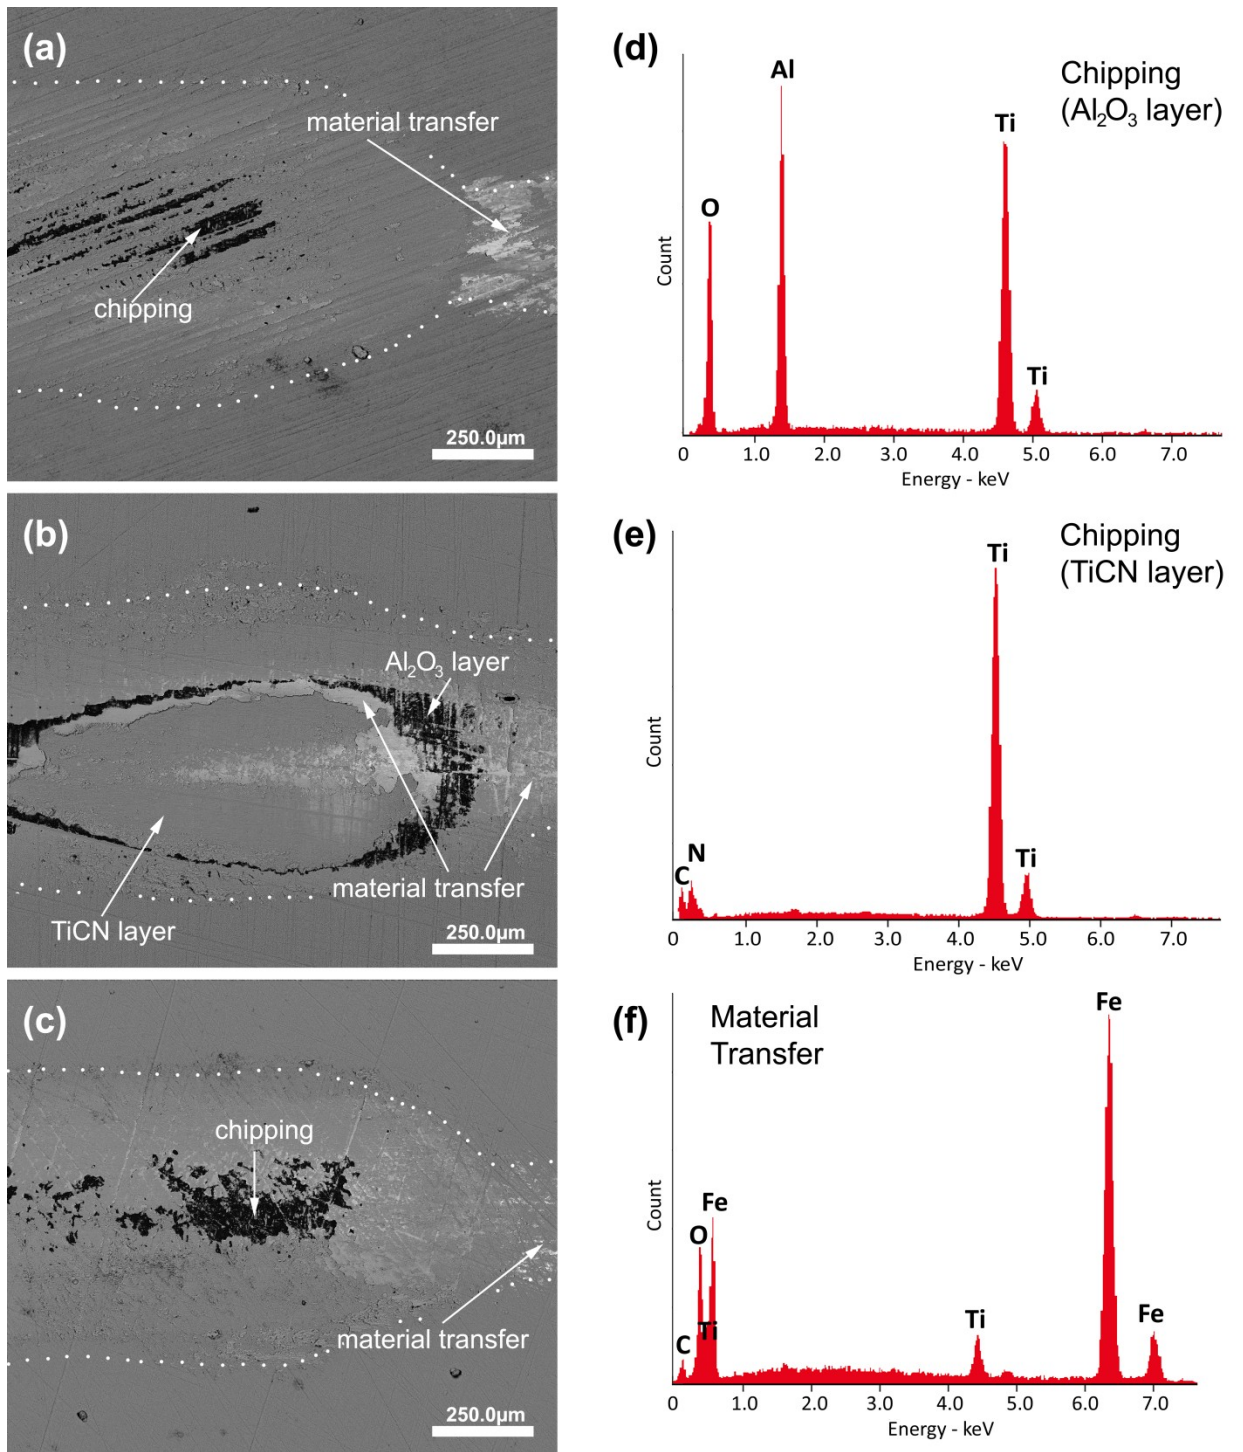 (a)
material transfer
chipping
250.0µm
(b)
Al₂O₃ layer
material transfer
TiCN layer
250.0µm
(c)
chipping
material transfer
250.0µm
(d)
Chipping
(Al₂O₃ layer)
O
Al
Ti
Ti
Count
0 1.0 2.0 3.0 4.0 5.0 6.0 7.0
Energy - keV
(e)
Chipping
(TiCN layer)
C
N
Ti
Ti
Count
0 1.0 2.0 3.0 4.0 5.0 6.0 7.0
Energy - keV
(f)
Material
Transfer
C
O
Ti
Fe
Ti
Fe
Fe
Count
0 1.0 2.0 3.0 4.0 5.0 6.0 7.0
Energy - keV